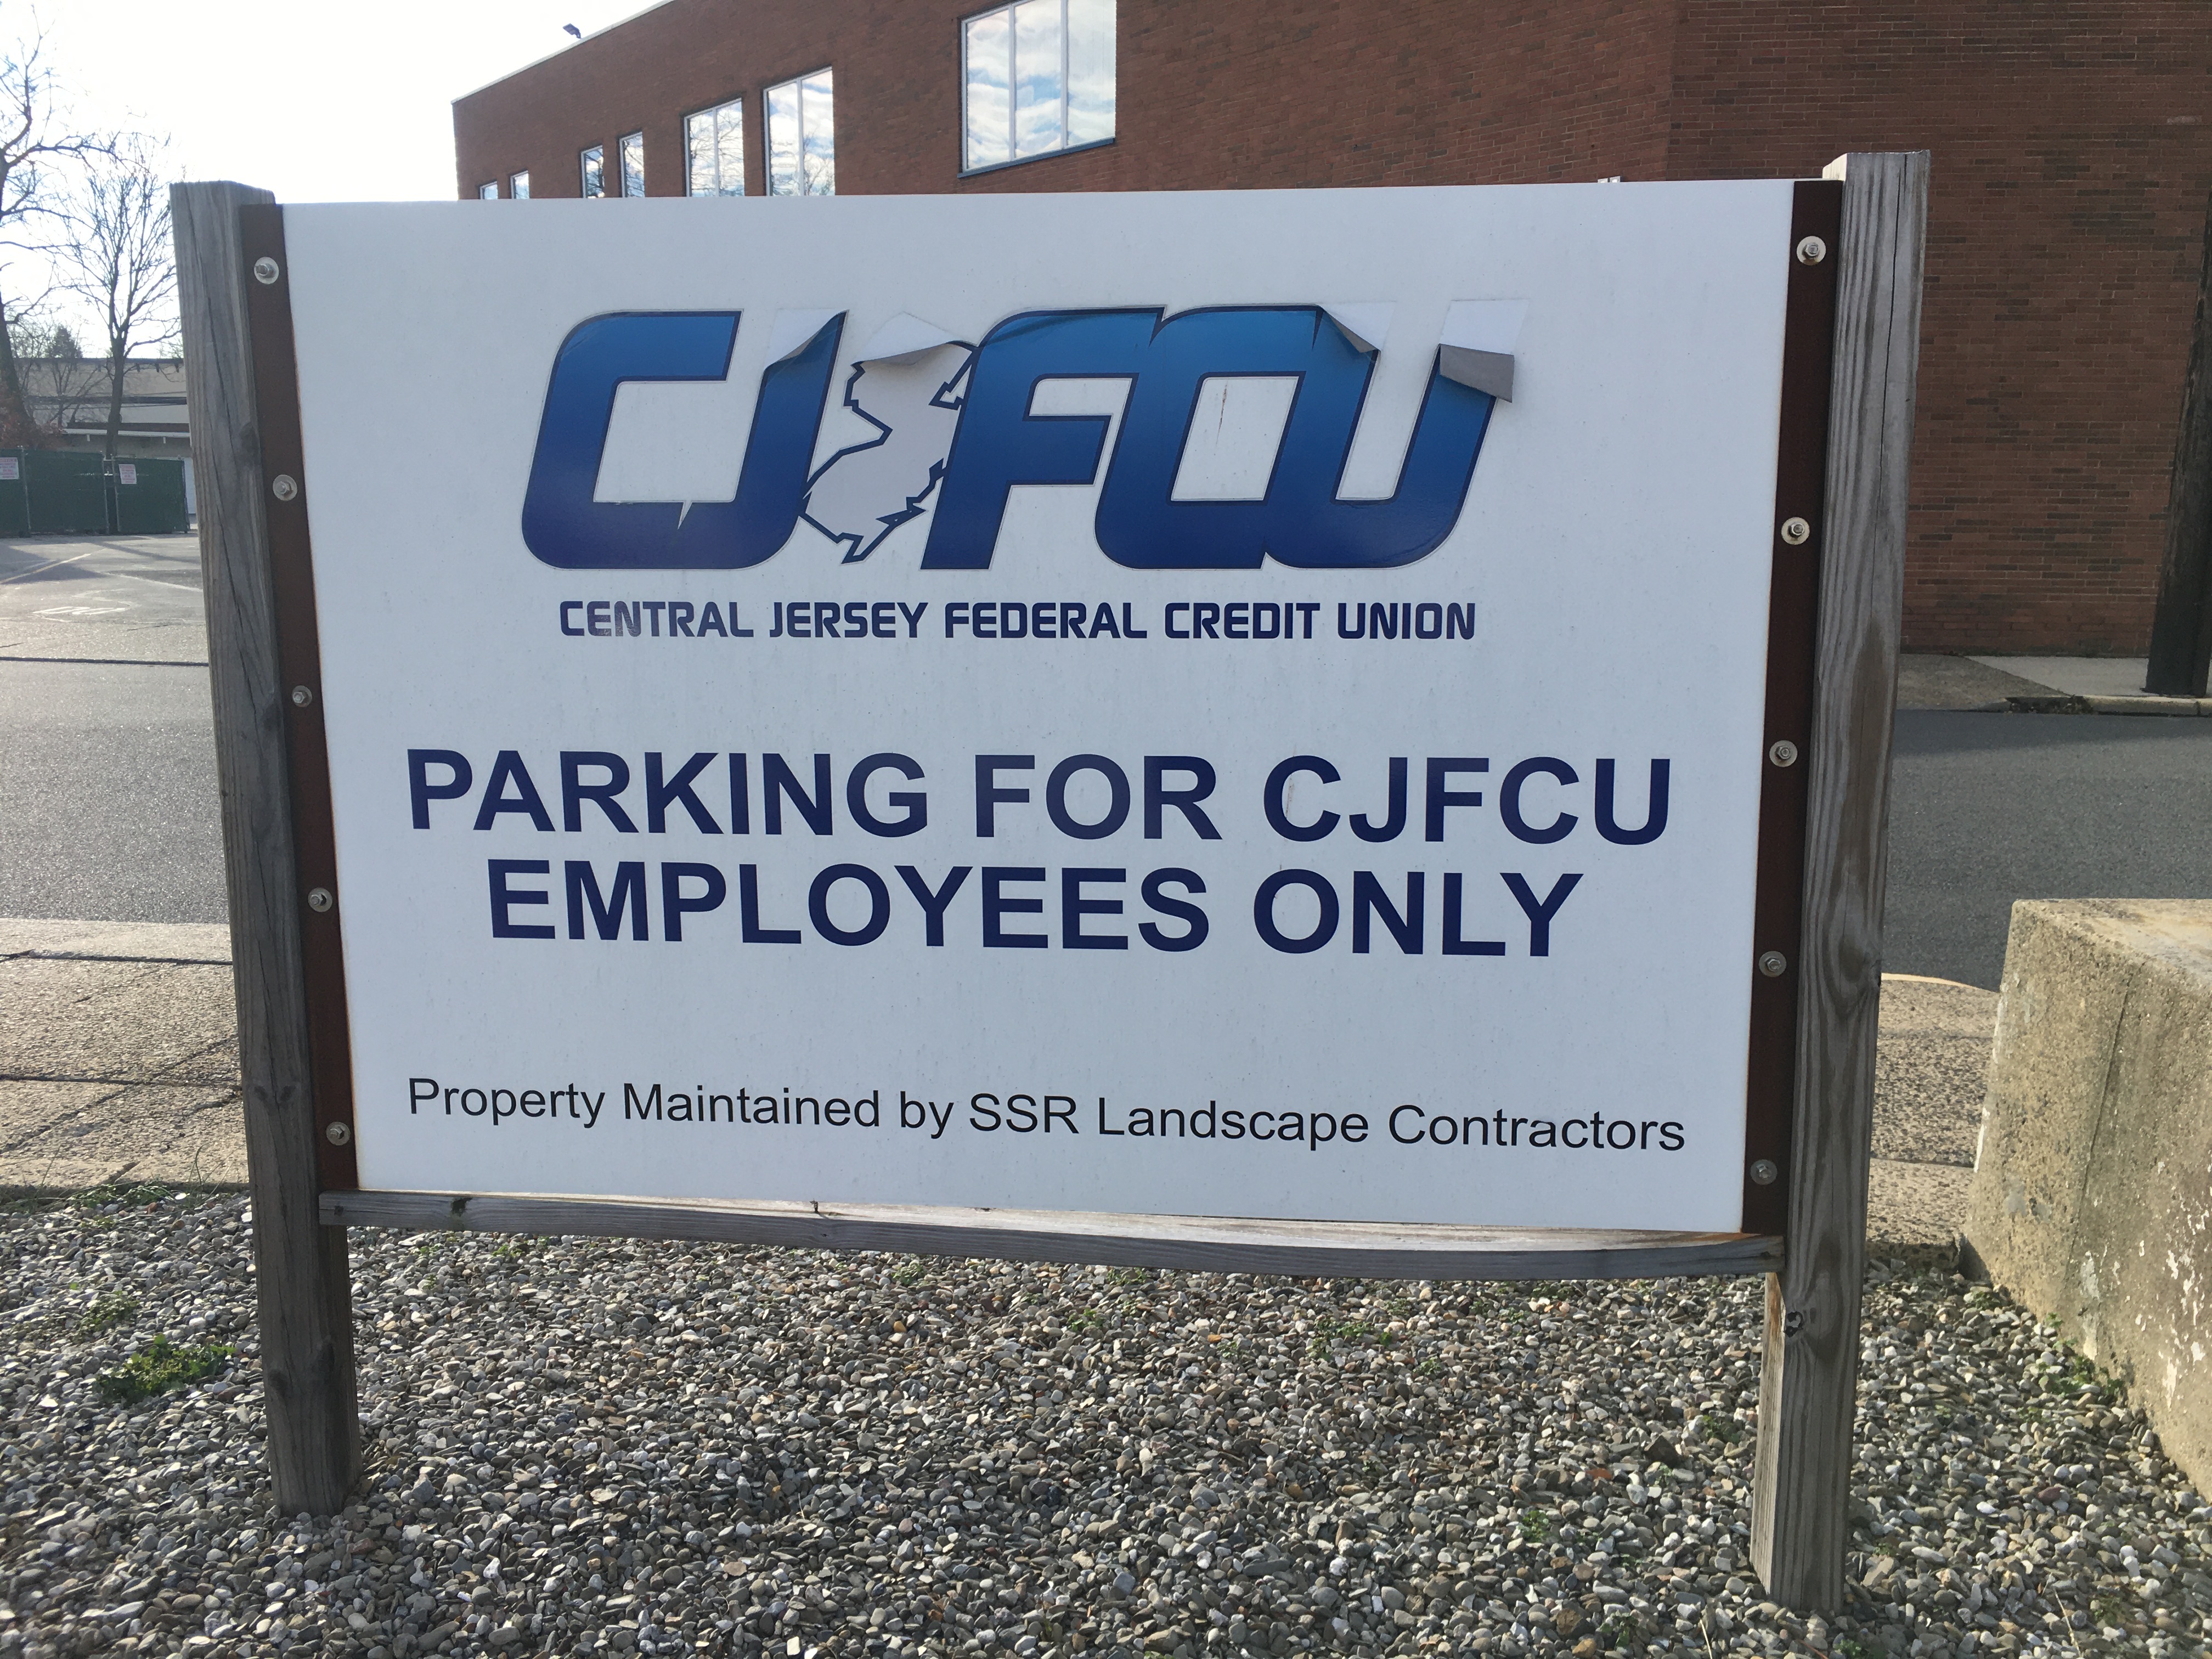 CJFCU
CENTRAL JERSEY FEDERAL CREDIT UNION
PARKING FOR CJFCU
EMPLOYEES ONLY
Property Maintained by SSR Landscape Contractors